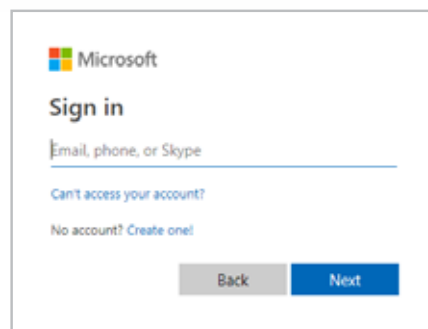 Microsoft
Sign in
Email, phone, or Skype
Can't access your account?
No account? Create one!
Back Next